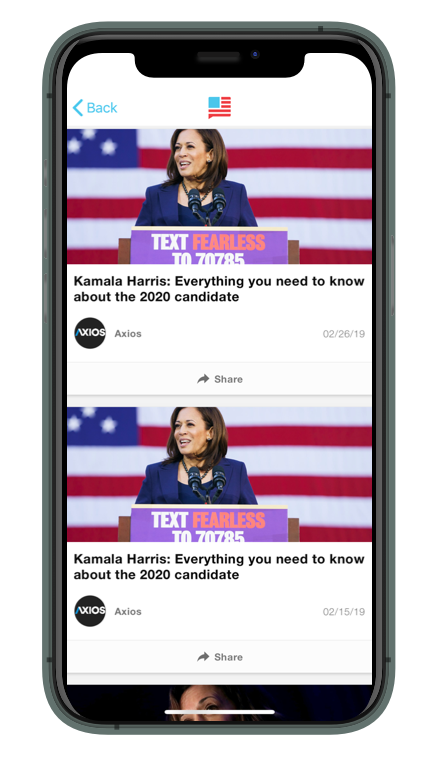 Back
TEXT FEARLESS
TO 70785
Kamala Harris: Everything you need to know
about the 2020 candidate
AXIOS
Axios
02/26/19
Share
TEXT FEARLESS
TO 70785
Kamala Harris: Everything you need to know
about the 2020 candidate
AXIOS
Axios
02/15/19
Share